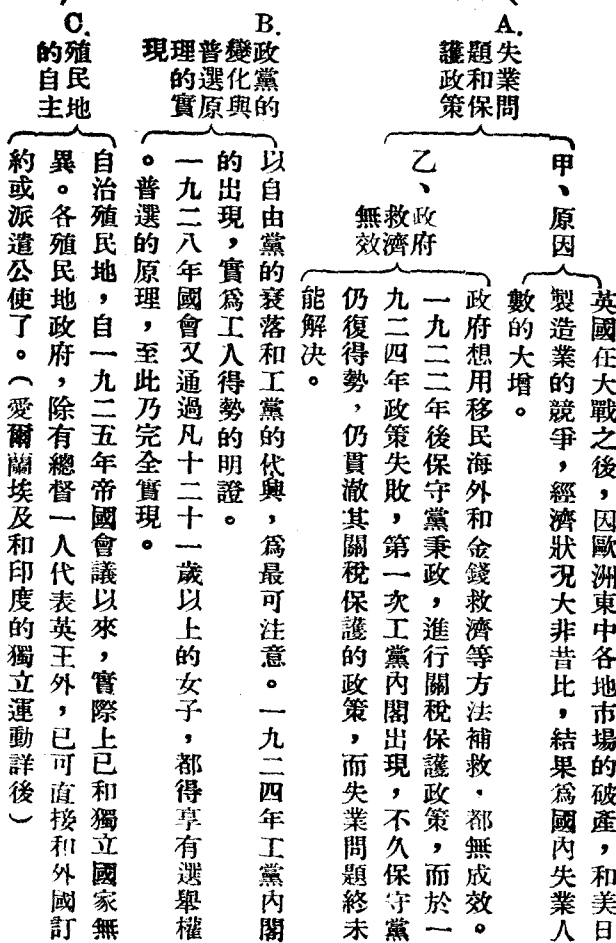 A.失業問
題和保
護政策
甲、原因
英國在大戰之後，因歐洲東中各地市場的破產，和美日
製造業的競爭，經濟狀況大非昔比，結果爲國內失業人
數的大增。
乙、政府
救濟
無效
政府想用移民海外和金錢救濟等方法補救．都無成效。
一九二二年後保守黨秉政，進行關稅保護政策，而於一
九二四年政策失敗，第一次工黨內閣出現，不久保守黨
仍復得勢，仍貫澈其關稅保護的政策，而失業問題終未
能解決。
B.政黨的
變化與
普選原
理的實
現
以自由黨的衰落和工黨的代興，爲最可注意。一九二四年工黨內閣
的出現，實爲工人得勢的明證。
一九二八年國會又通過凡十二十一歲以上的女子，都得享有選舉權
。普選的原理，至此乃完全實現。
C.殖民地
的自主
自治殖民地，自一九二五年帝國會議以來，實際上已和獨立國家無
異。各殖民地政府，除有總督一人代表英王外，已可直接和外國訂
約或派遣公使了。（愛爾蘭埃及和印度的獨立運動詳後）